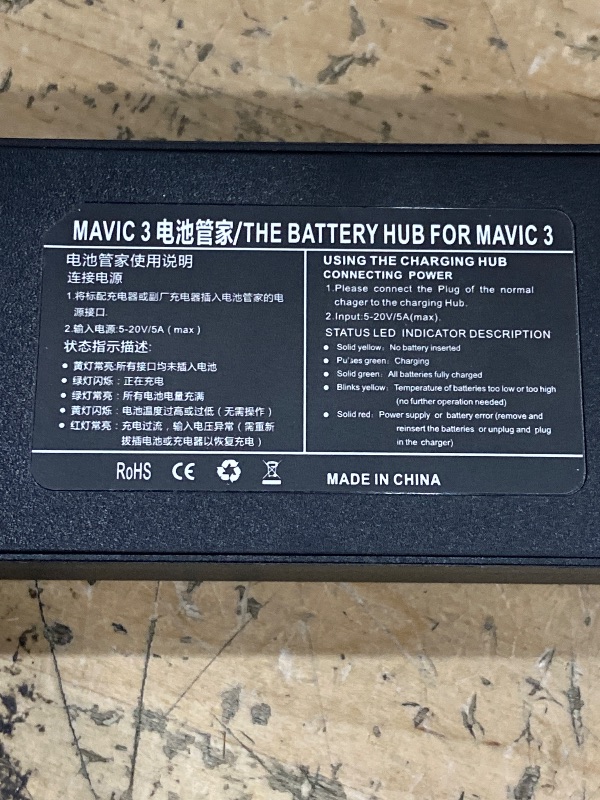 MAVIC 3 电池管家/THE BATTERY HUB FOR MAVIC 3
电池管家使用说明
连接电源
1.将标配充电器或副厂充电器插入电池管家的电
源接口.
2.输入电源:5-20V/5A(max)
状态指示描述:
• 黄灯常亮:所有接口均未插入电池
• 绿灯闪烁: 正在充电
• 绿灯常亮: 所有电池电量充满
• 黄灯闪烁: 电池温度过高或过低 (无需操作)
• 红灯常亮: 充电过流, 输入电压异常 (需重新
拔插电池或充电器以恢复充电)
USING THE CHARGING HUB
CONNECTING POWER
1.Please connect the Plug of the normal
chager to the charging Hub.
2.Input:5-20V/5A(max).
STATUS LED INDICATOR DESCRIPTION
• Solid yellow: No battery inserted
• Pulses green: Charging
• Solid green: All batteries fully charged
• Blinks yellow: Temperature of batteries too low or too high
(no further operation needed)
• Solid red: Power supply or battery error (remove and
reinsert the batteries or unplug and plug
in the charger)
RoHS CE
MADE IN CHINA